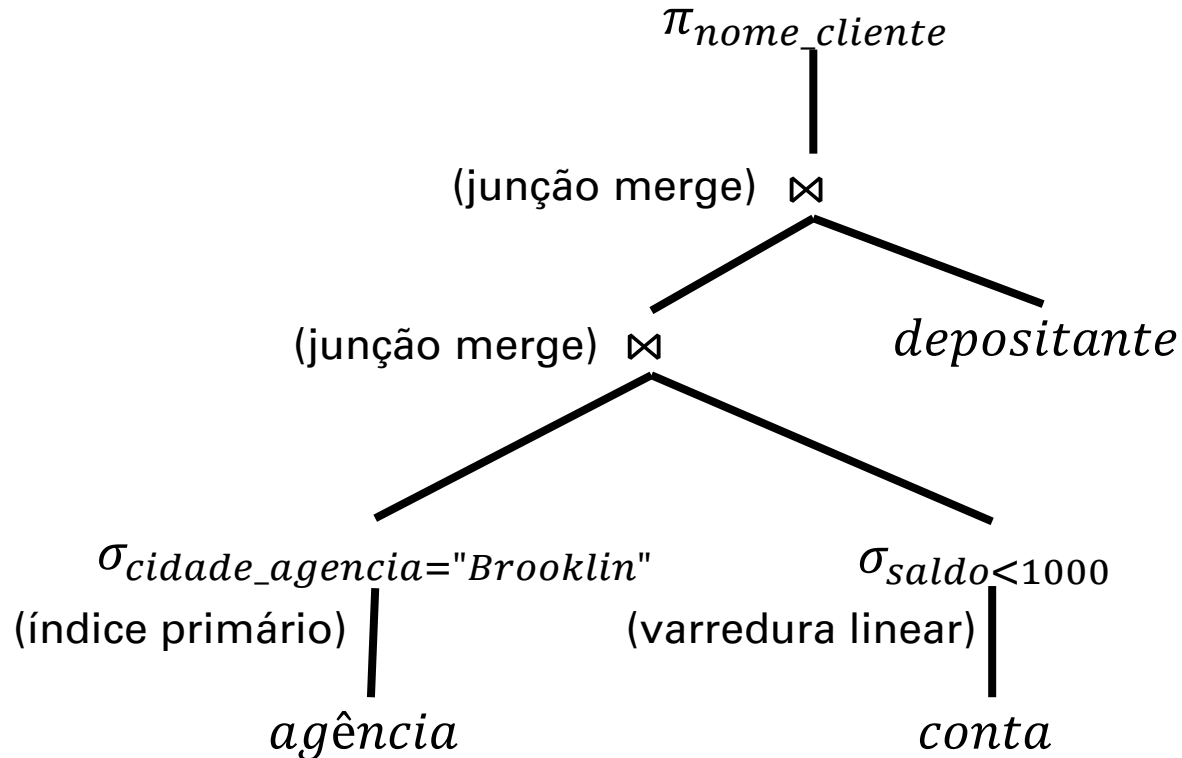 π nome_cliente
(junção merge) ⋈
(junção merge) ⋈ depositante
σ cidade_agencia="Brooklin" σ saldo<1000
(índice primário) (varredura linear)
agência conta